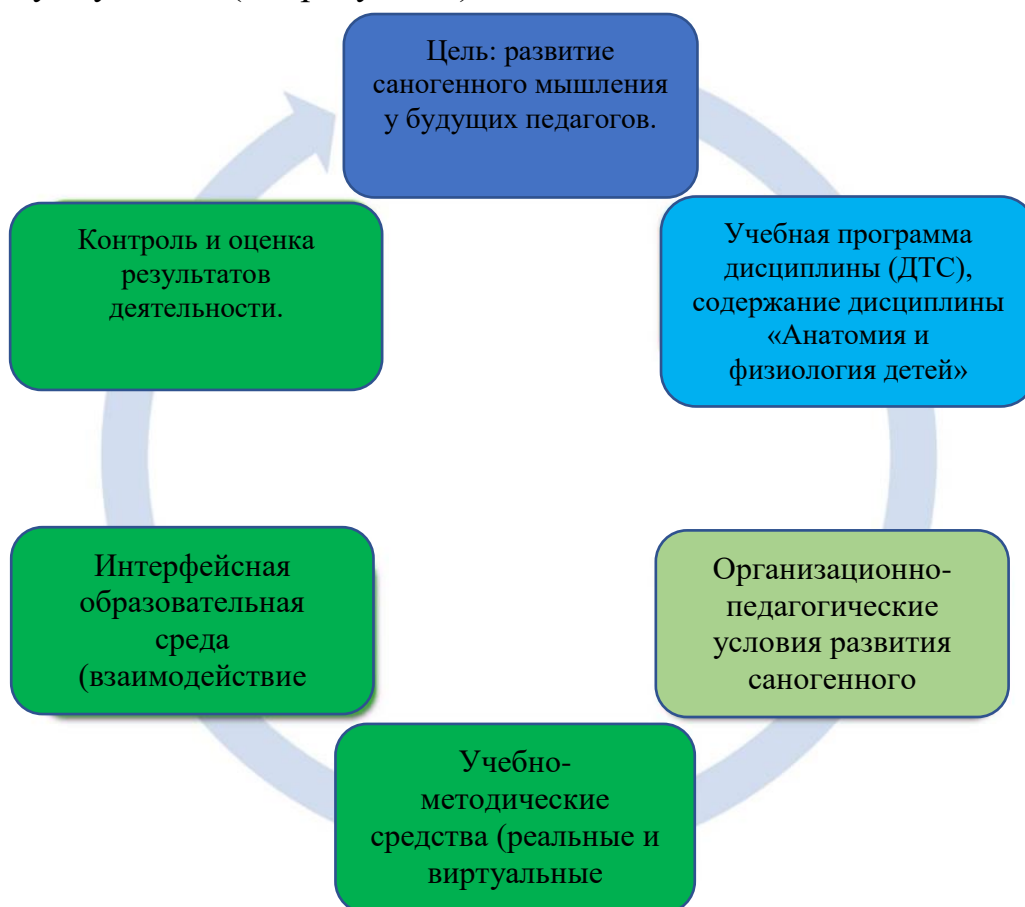 Цель: развитие
саногенного мышления
у будущих педагогов.
Учебная программа
дисциплины (ДТС),
содержание дисциплины
«Анатомия и
физиология детей»
Организационно-
педагогические
условия развития
саногенного
Учебно-
методические
средства (реальные и
виртуальные
Интерфейсная
образовательная
среда
(взаимодействие
Контроль и оценка
результатов
деятельности.